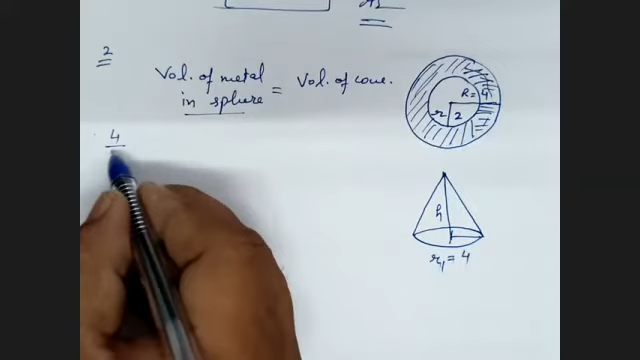 2
Vol. of metal in sphere = Vol. of cone.
R = 4
r 2
4
h
r₁ = 4